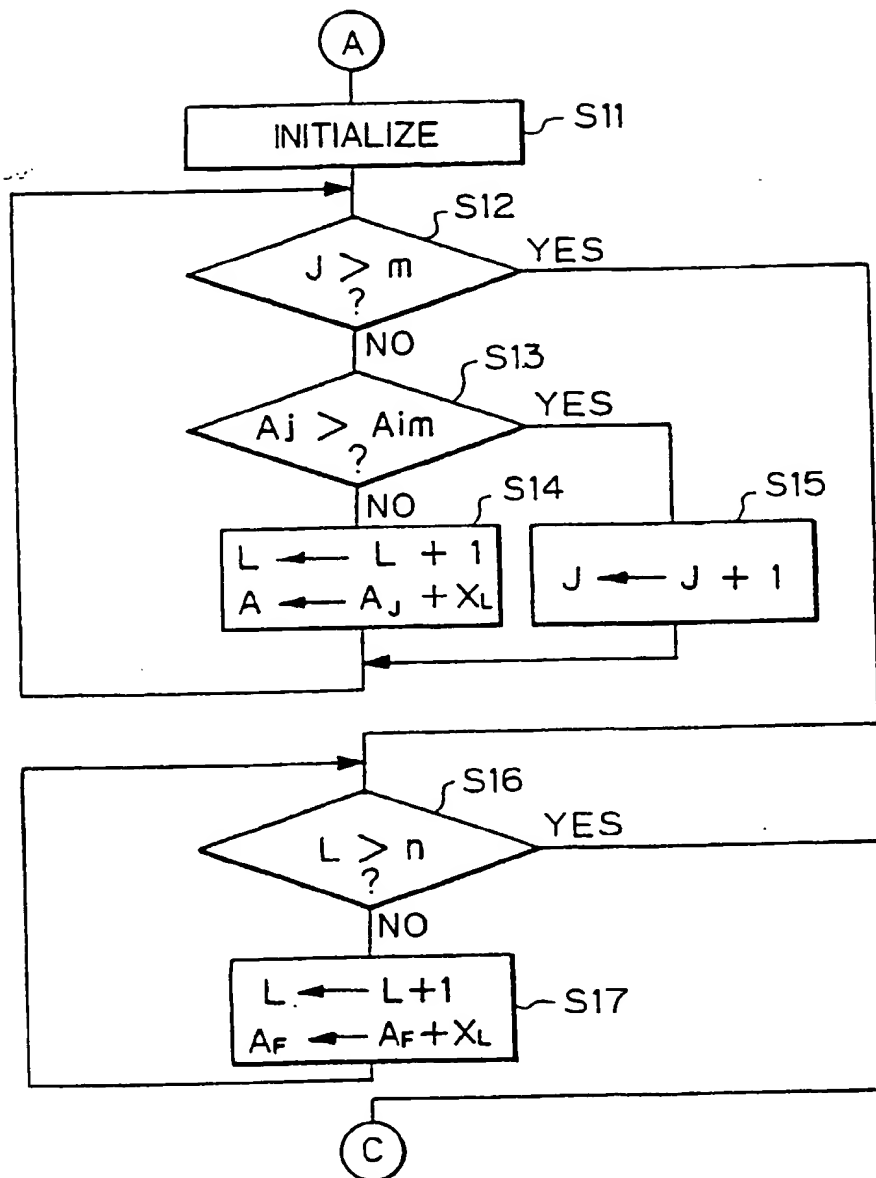 A
INITIALIZE
S11
S12
J > m
?
YES
NO
S13
Aj > Aim
?
YES
NO
S14
L ← L + 1
A ← AJ + XL
S15
J ← J + 1
S16
L > n
?
YES
NO
L ← L+1
AF ← AF+XL
S17
C